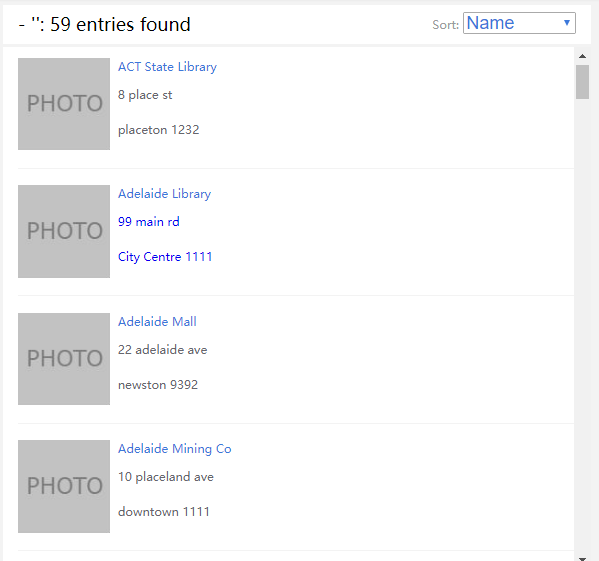 - '': 59 entries found
Sort: Name
PHOTO
ACT State Library
8 place st
placeton 1232
PHOTO
Adelaide Library
99 main rd
City Centre 1111
PHOTO
Adelaide Mall
22 adelaide ave
newston 9392
PHOTO
Adelaide Mining Co
10 placeland ave
downtown 1111